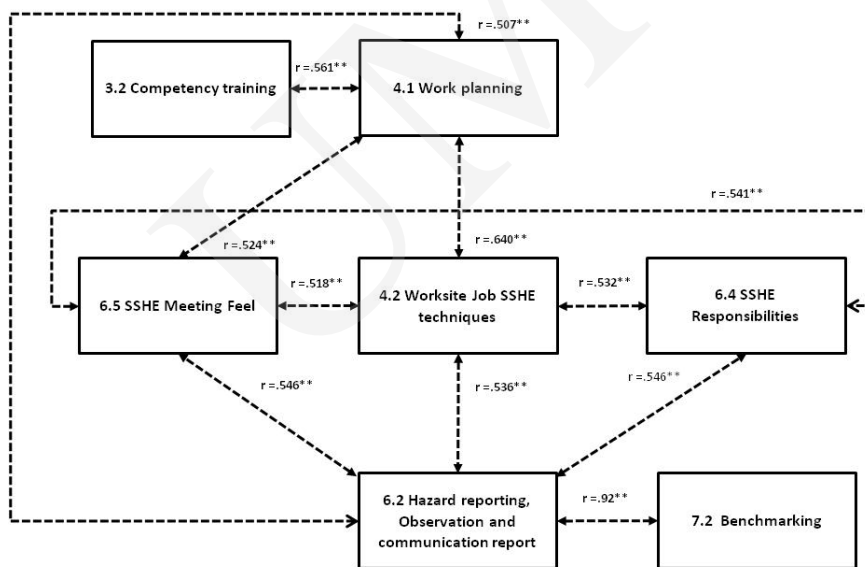 r =.507**
r =.561**
3.2 Competency training
4.1 Work planning
r =.541**
r =.524**
r =.640**
r =.518**
r =.532**
6.5 SSHE Meeting Feel
4.2 Worksite Job SSHE
techniques
6.4 SSHE
Responsibilities
r =.546**
r =.536**
r =.546**
6.2 Hazard reporting,
Observation and
communication report
r =.92**
7.2 Benchmarking